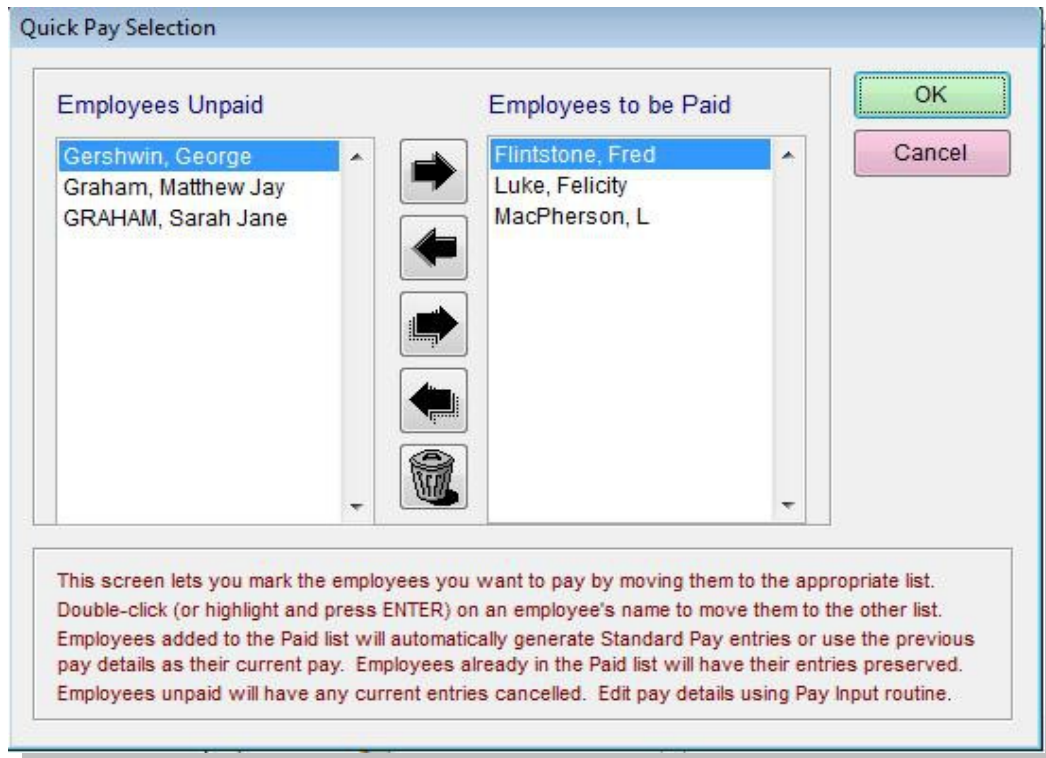 Quick Pay Selection
Employees Unpaid
Gershwin, George
Graham, Matthew Jay
GRAHAM, Sarah Jane
Employees to be Paid
Flintstone, Fred
Luke, Felicity
MacPherson, L
OK
Cancel
This screen lets you mark the employees you want to pay by moving them to the appropriate list.
Double-click (or highlight and press ENTER) on an employee's name to move them to the other list.
Employees added to the Paid list will automatically generate Standard Pay entries or use the previous
pay details as their current pay.  Employees already in the Paid list will have their entries preserved.
Employees unpaid will have any current entries cancelled.  Edit pay details using Pay Input routine.